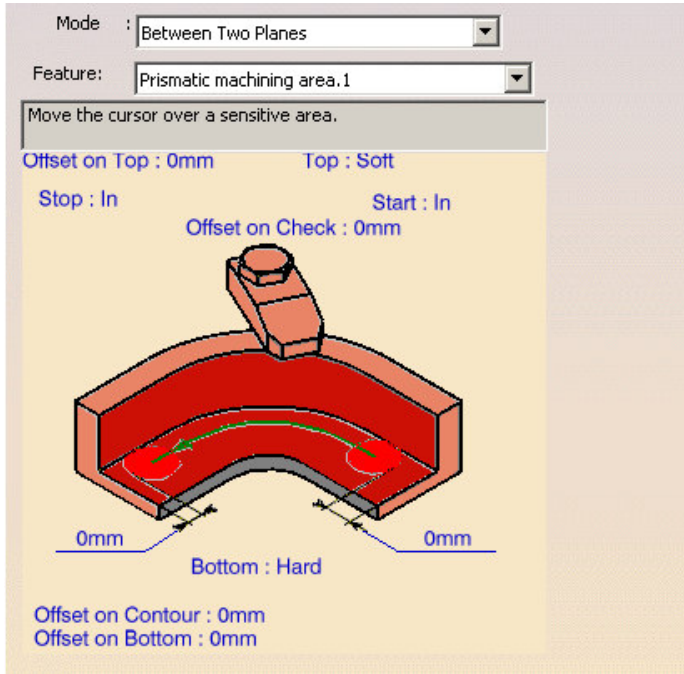 Mode : Between Two Planes
Feature: Prismatic machining area.1
Move the cursor over a sensitive area.
Offset on Top : 0mm Top : Soft
Stop : In Start : In
Offset on Check : 0mm
0mm 0mm
Bottom : Hard
Offset on Contour : 0mm
Offset on Bottom : 0mm